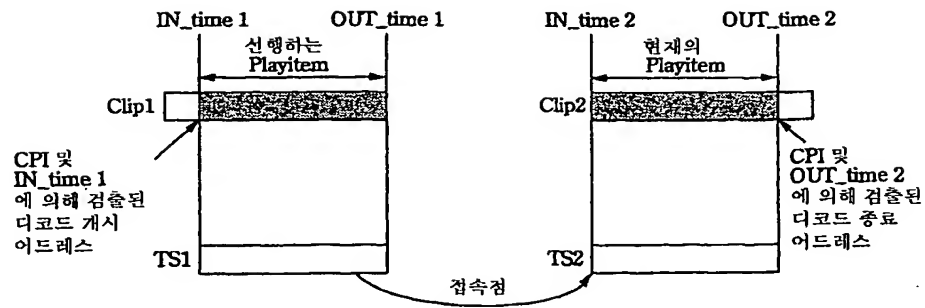 IN_time 1
OUT_time 1
IN_time 2
OUT_time 2
선행하는
Playitem
현재의
Playitem
Clip1
Clip2
CPI 및
IN_time 1
에 의해 검출된
디코드 개시
어드레스
CPI 및
OUT_time 2
에 의해 검출된
디코드 종료
어드레스
TS1
TS2
접속점